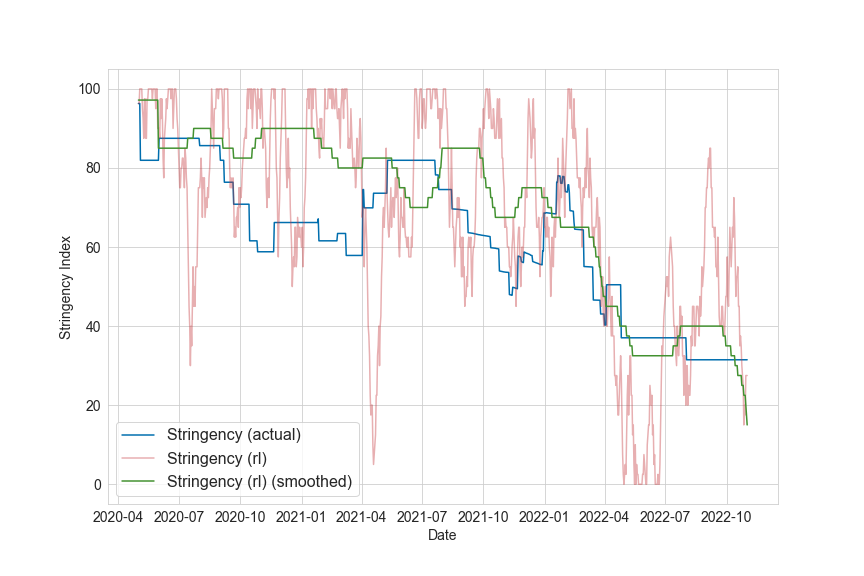 100
80
60
40
20
0
Stringency Index
Stringency (actual)
Stringency (rl)
Stringency (rl) (smoothed)
2020-04 2020-07 2020-10 2021-01 2021-04 2021-07 2021-10 2022-01 2022-04 2022-07 2022-10
Date